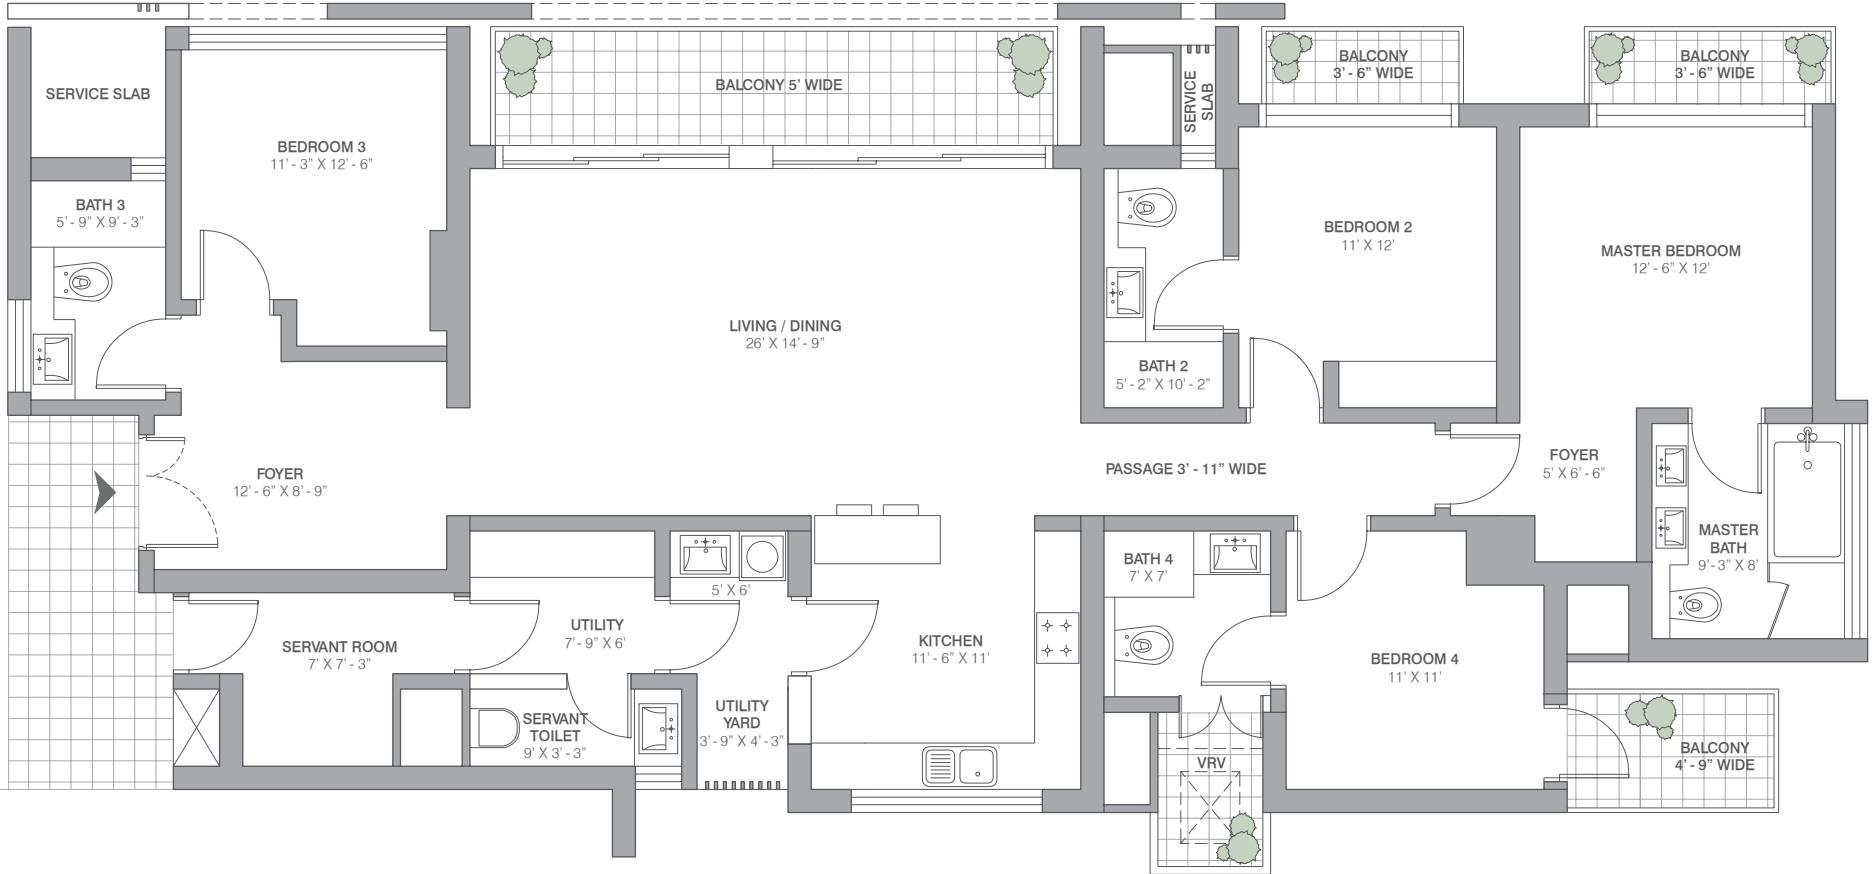 SERVICE SLAB
BEDROOM 3
11' - 3” X 12' - 6”
BATH 3
5' - 9” X 9' - 3”
BALCONY 5’ WIDE
SERVICE
SLAB
BALCONY
3’ - 6” WIDE
BALCONY
3’ - 6” WIDE
LIVING / DINING
26' X 14' - 9”
BEDROOM 2
11' X 12'
MASTER BEDROOM
12' - 6” X 12'
BATH 2
5' - 2” X 10' - 2”
FOYER
12' - 6” X 8' - 9”
PASSAGE 3’ - 11” WIDE
FOYER
5' X 6' - 6”
MASTER
BATH
9'- 3” X 8'
5' X 6'
BATH 4
7' X 7'
SERVANT ROOM
7' X 7' - 3”
UTILITY
7' - 9” X 6'
KITCHEN
11' - 6” X 11'
BEDROOM 4
11' X 11'
SERVANT
TOILET
9' X 3' - 3”
UTILITY
YARD
3' - 9” X 4' - 3”
VRV
BALCONY
4’ - 9” WIDE